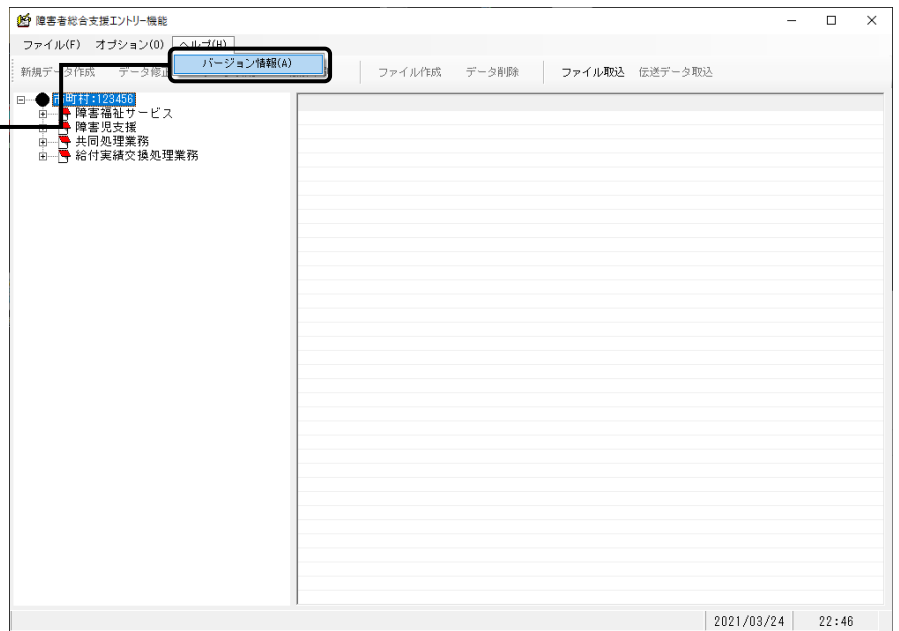 障害者総合支援エントリー機能
ファイル(F) オプション(O) ヘルプ(H)
バージョン情報(A)
新規データ作成 データ修正 ファイル作成 データ削除 ファイル取込 伝送データ取込
市町村:123456
障害福祉サービス
障害児支援
共同処理業務
給付実績交換処理業務
2021/03/24 22:46